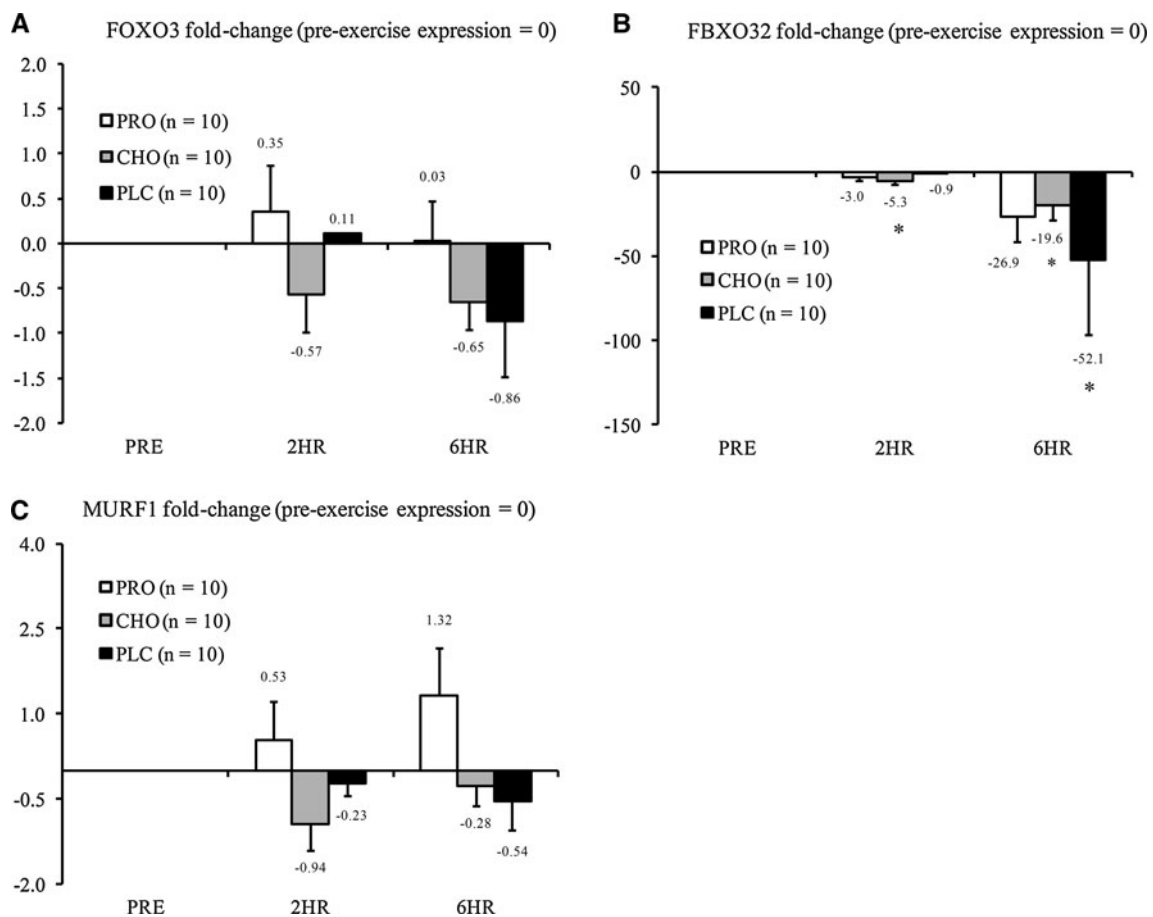 A
FOXO3 fold-change (pre-exercise expression = 0)
2.0
1.5
1.0
0.5
0.0
-0.5
-1.0
-1.5
-2.0
PRO (n = 10)
CHO (n = 10)
PLC (n = 10)
0.35
-0.57
0.11
0.03
-0.65
-0.86
PRE
2HR
6HR
B
FBXO32 fold-change (pre-exercise expression = 0)
50
0
-50
-100
-150
PRO (n = 10)
CHO (n = 10)
PLC (n = 10)
-3.0
-5.3
-0.9
*
-26.9
-19.6
*
-52.1
*
PRE
2HR
6HR
C
MURF1 fold-change (pre-exercise expression = 0)
4.0
2.5
1.0
-0.5
-2.0
PRO (n = 10)
CHO (n = 10)
PLC (n = 10)
0.53
-0.94
-0.23
1.32
-0.28
-0.54
PRE
2HR
6HR